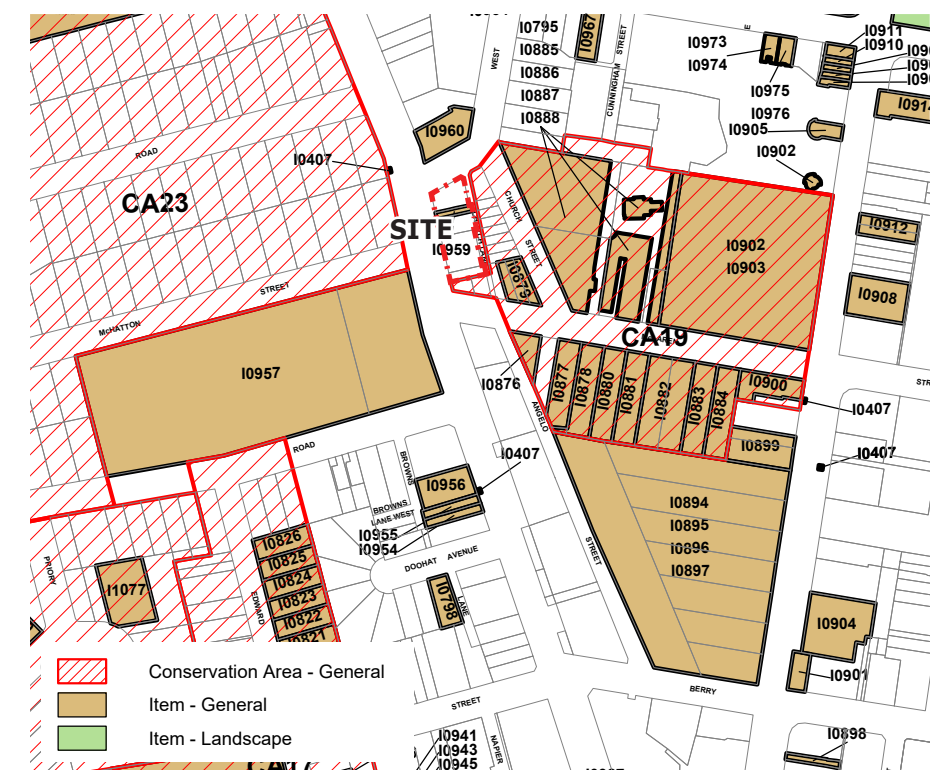 I0795
I0885
I0886
I0887
I0888
I0967
WEST
CUNNINGHAM STREET
I0973
I0974
I0975
I0976
I0905
I0902
I0911
I0910
I0914
I0960
I0407
ROAD
CA23
SITE
I0959
CHURCH
STREET
I0879
I0902
I0903
I0912
I0908
STREET
McHATTON
CA19
I0957
I0876
I0877
I0878
I0880
I0881
I0882
I0883
I0884
I0900
I0407
ANGELO
STREET
I0899
I0407
ROAD
BROWNS
I0407
I0956
BROWNS
LANE WEST
I0955
I0954
I0894
I0895
I0896
I0897
DOOHAT AVENUE
I0826
I0825
I0824
I0823
I0822
I0821
PRIORY
I1077
EDWARD
I0798
LANE
I0904
I0901
BERRY
STREET
NAPIER
I0941
I0943
I0945
I0898
Conservation Area - General
Item - General
Item - Landscape